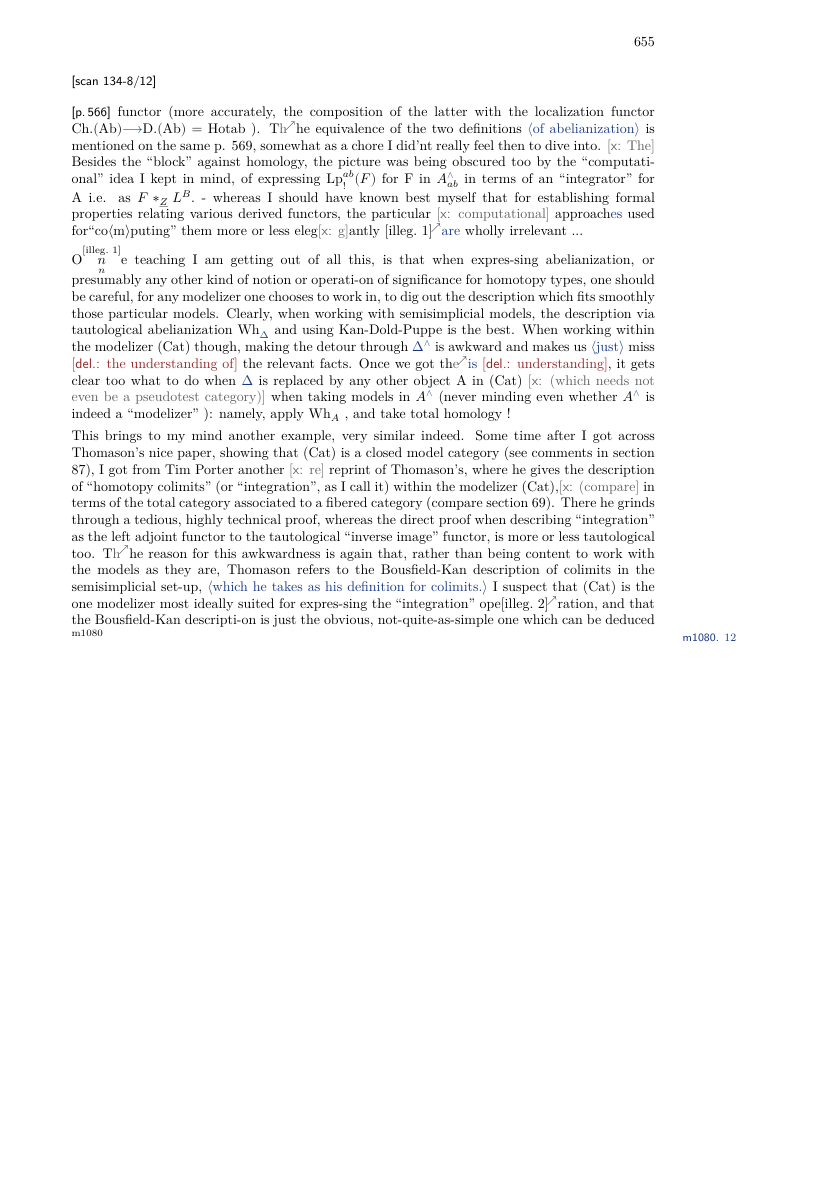 655
[scan 134-8/12]
[p. 566] functor (more accurately, the composition of the latter with the localization functor
Ch.(Ab)⟶D.(Ab) = Hotab ). Th↗he equivalence of the two definitions ⟨of abelianization⟩ is
mentioned on the same p. 569, somewhat as a chore I did'nt really feel then to dive into. [x: The]
Besides the “block” against homology, the picture was being obscured too by the “computati-
onal” idea I kept in mind, of expressing Lp_!^{ab}(F) for F in A^∧_{ab} in terms of an “integrator” for
A i.e. as F *_Z L^B. - whereas I should have known best myself that for establishing formal
properties relating various derived functors, the particular [x: computational] approaches used
for“co⟨m⟩puting” them more or less eleg[x: g]antly [illeg. 1]↗are wholly irrelevant ...
O[illeg. 1] n n e teaching I am getting out of all this, is that when expres-sing abelianization, or
presumably any other kind of notion or operati-on of significance for homotopy types, one should
be careful, for any modelizer one chooses to work in, to dig out the description which fits smoothly
those particular models. Clearly, when working with semisimplicial models, the description via
tautological abelianization Wh_Δ and using Kan-Dold-Puppe is the best. When working within
the modelizer (Cat) though, making the detour through Δ^∧ is awkward and makes us ⟨just⟩ miss
[del.: the understanding of] the relevant facts. Once we got the↗is [del.: understanding], it gets
clear too what to do when Δ is replaced by any other object A in (Cat) [x: (which needs not
even be a pseudotest category)] when taking models in A^∧ (never minding even whether A^∧ is
indeed a “modelizer” ): namely, apply Wh_A , and take total homology !
This brings to my mind another example, very similar indeed. Some time after I got across
Thomason’s nice paper, showing that (Cat) is a closed model category (see comments in section
87), I got from Tim Porter another [x: re] reprint of Thomason’s, where he gives the description
of “homotopy colimits” (or “integration”, as I call it) within the modelizer (Cat),[x: (compare] in
terms of the total category associated to a fibered category (compare section 69). There he grinds
through a tedious, highly technical proof, whereas the direct proof when describing “integration”
as the left adjoint functor to the tautological “inverse image” functor, is more or less tautological
too. Th↗he reason for this awkwardness is again that, rather than being content to work with
the models as they are, Thomason refers to the Bousfield-Kan description of colimits in the
semisimplicial set-up, ⟨which he takes as his definition for colimits.⟩ I suspect that (Cat) is the
one modelizer most ideally suited for expres-sing the “integration” ope[illeg. 2]↗ration, and that
the Bousfield-Kan descripti-on is just the obvious, not-quite-as-simple one which can be deduced
m1080
m1080. 12